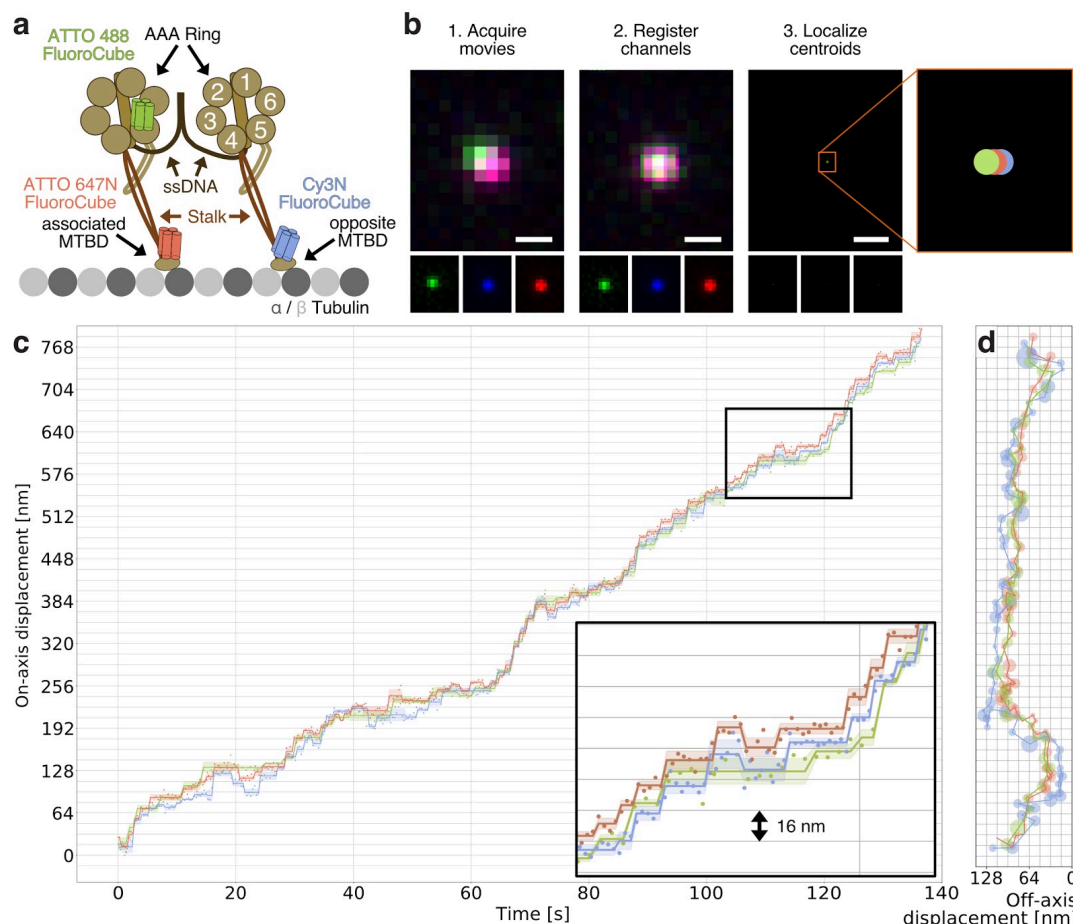 a
ATTO 488
FluoroCube
AAA Ring
1
2
6
3
5
4
ssDNA
ATTO 647N
FluoroCube
Cy3N
FluoroCube
Stalk
associated
MTBD
opposite
MTBD
α / β Tubulin
b
1. Acquire
movies
2. Register
channels
3. Localize
centroids
c
On-axis displacement [nm]
768
704
640
576
512
448
384
320
256
192
128
64
0
16 nm
0
20
40
60
80
100
120
140
Time [s]
d
128
64
0
Off-axis
displacement [nm